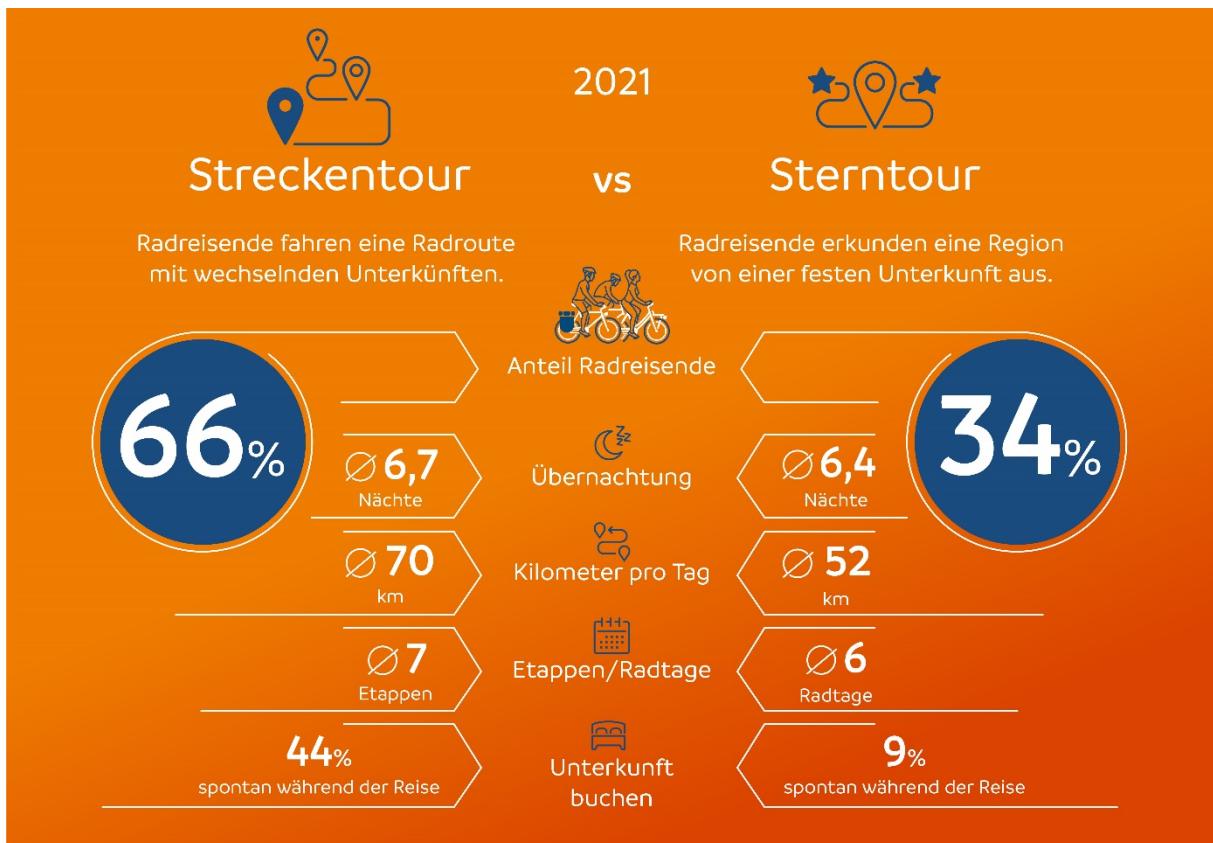 2021
Streckentour
vs
Sterntour
Radreisende fahren eine Radroute
mit wechselnden Unterkünften.
Radreisende erkunden eine Region
von einer festen Unterkunft aus.
Anteil Radreisende
66%
34%
zZz
Ø 6,7
Nächte
Übernachtung
Ø 6,4
Nächte
Ø 70
km
Kilometer pro Tag
Ø 52
km
Ø 7
Etappen
Etappen/Radtage
Ø 6
Radtage
44%
spontan während der Reise
Unterkunft
buchen
9%
spontan während der Reise